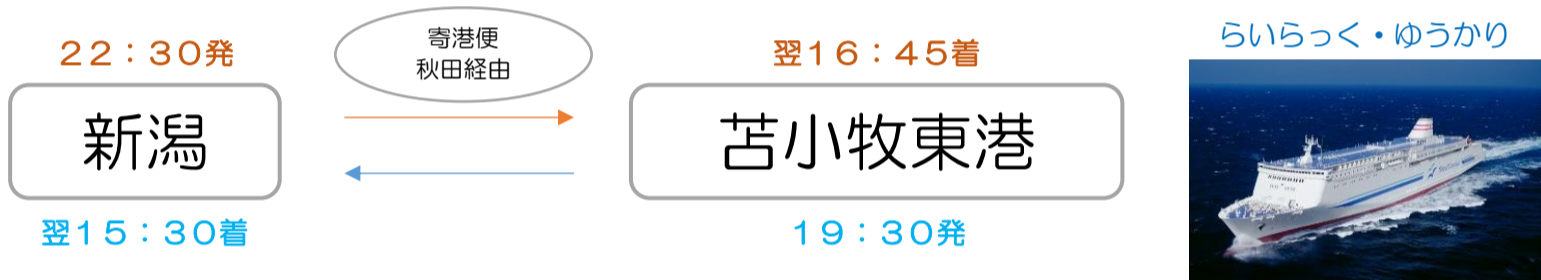 22：30発
寄港便
秋田経由
翌16：45着
らいらっく・ゆうかり
新潟
苫小牧東港
翌15：30着
19：30発